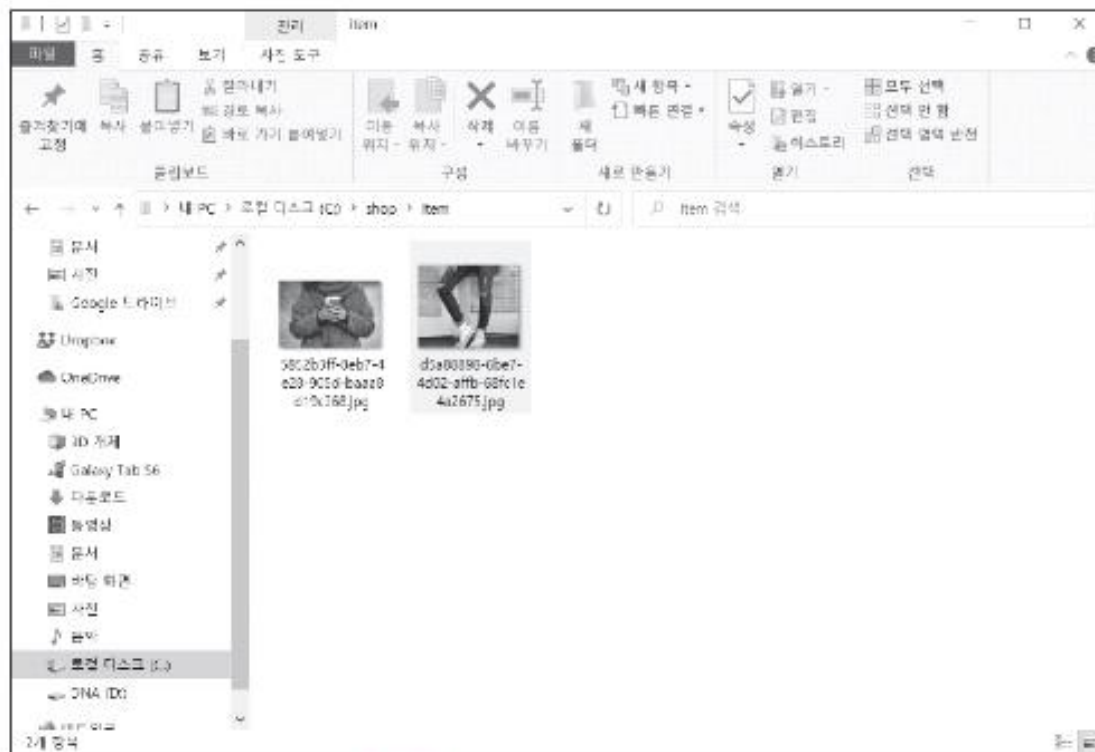 관리
Item
파일
홈
공유
보기
사진 도구
즐겨찾기에
고정
복사
붙여넣기
잘라내기
경로 복사
바로 가기 붙여넣기
클립보드
이동
위치
복사
위치
삭제
이름
바꾸기
구성
새
폴더
새 항목
빠른 연결
새로 만들기
속성
열기
편집
히스토리
열기
모두 선택
선택 안 함
선택 영역 반전
선택
내 PC > 로컬 디스크 (C:) > shop > item
item 검색
문서
사진
Google 드라이브
Dropbox
OneDrive
내 PC
3D 개체
Galaxy Tab S6
다운로드
동영상
문서
바탕 화면
사진
음악
로컬 디스크 (C:)
DNA (D:)
네트워크
2개 항목